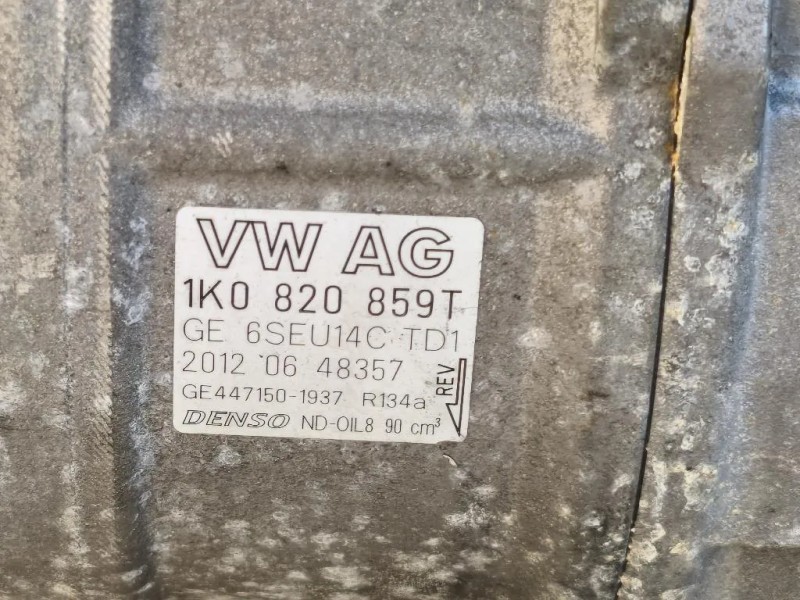 VW AG
1K0 820 859T
GE 6SEU14C TD1
2012 06 48357
GE447150-1937 R134a
DENSO ND-OIL8 90 cm³
REV